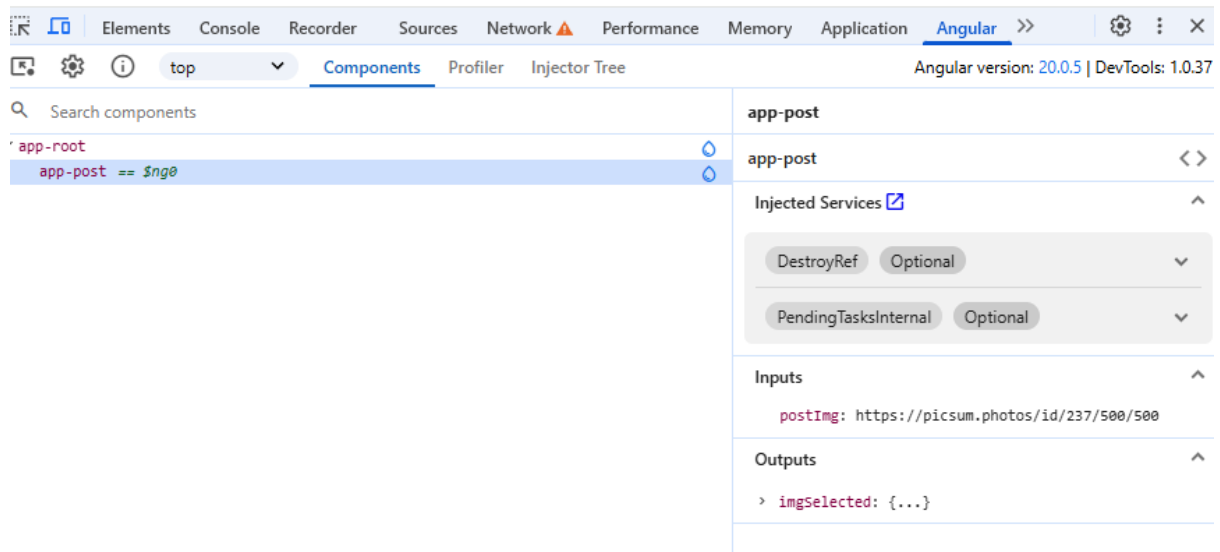 Elements Console Recorder Sources Network Performance Memory Application Angular
top Components Profiler Injector Tree Angular version: 20.0.5 | DevTools: 1.0.37
Search components
app-root
app-post == $ng0
app-post
app-post
Injected Services
DestroyRef Optional
PendingTasksInternal Optional
Inputs
postImg: https://picsum.photos/id/237/500/500
Outputs
imgSelected: {...}